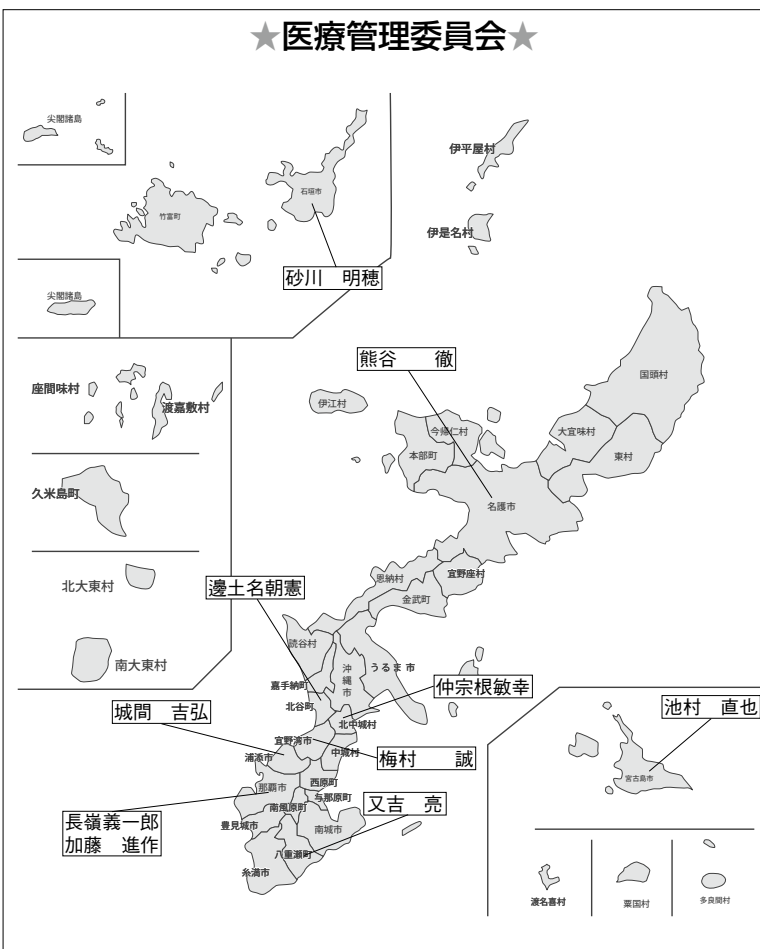 ★医療管理委員会★
尖閣諸島
石垣市
竹富町
砂川　明穂
尖閣諸島
伊平屋村
伊是名村
熊谷　徹
国頭村
伊江村
今帰仁村
大宜味村
本部町
東村
名護市
座間味村
渡嘉敷村
久米島町
北大東村
南大東村
邊土名朝憲
恩納村
宜野座村
金武町
読谷村
沖縄市
うるま市
嘉手納町
北谷町
仲宗根敏幸
城間　吉弘
北中城村
宜野湾市
中城村
梅村　誠
浦添市
那覇市
西原町
与那原町
南風原町
又吉　亮
長嶺義一郎
加藤　進作
豊見城市
南城市
八重瀬町
糸満市
池村　直也
宮古島市
渡名喜村
粟国村
多良間村